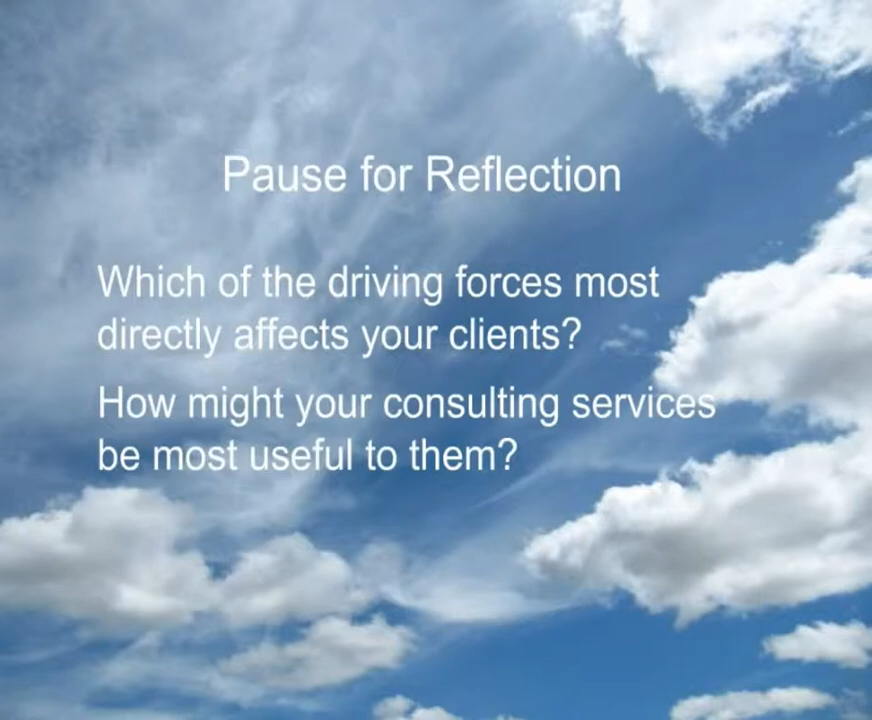 Pause for Reflection
Which of the driving forces most
directly affects your clients?
How might your consulting services
be most useful to them?